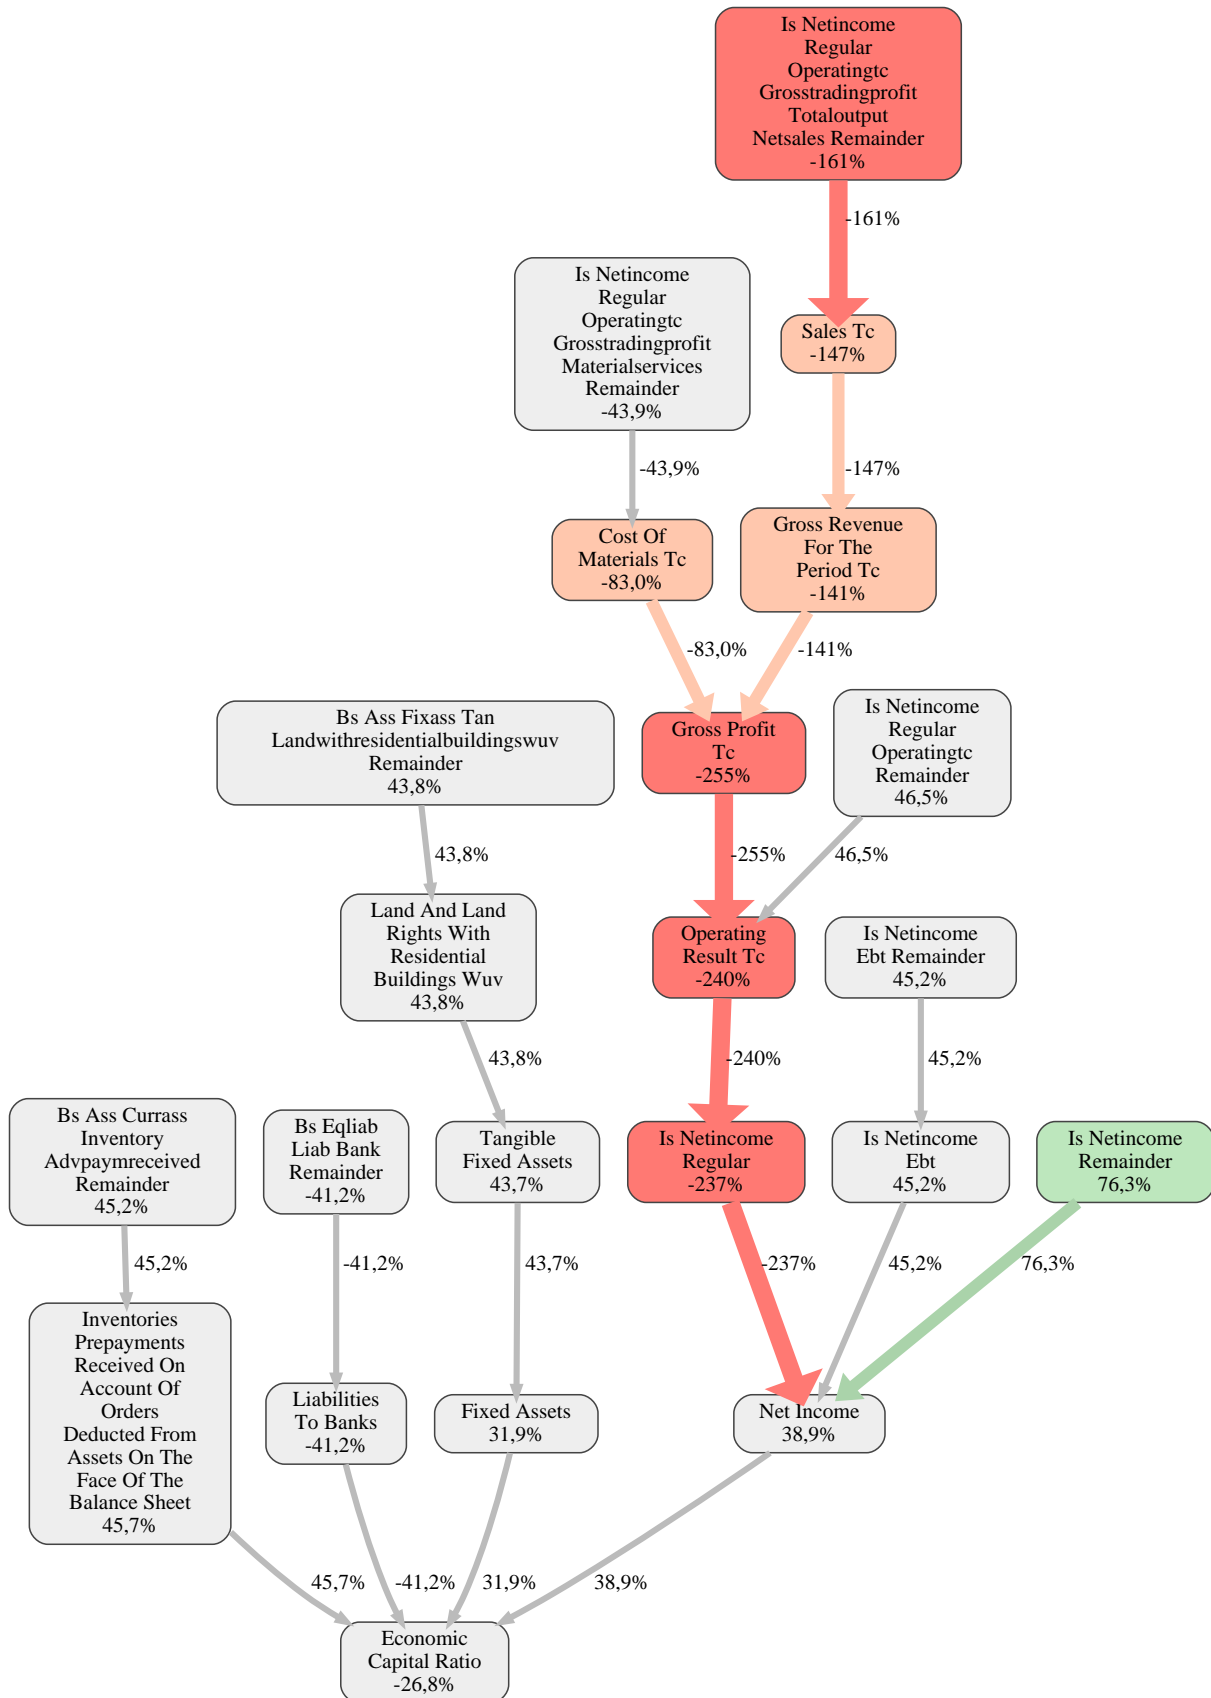 Is Netincome
Regular
Operatingtc
Grosstradingprofit
Totaloutput
Netsales Remainder
-161%
-161%
Is Netincome
Regular
Operatingtc
Grosstradingprofit
Materialservices
Remainder
-43,9%
Sales Tc
-147%
-43,9%
-147%
Cost Of
Materials Tc
-83,0%
Gross Revenue
For The
Period Tc
-141%
-83,0%
-141%
Bs Ass Fixass Tan
Landwithresidentialbuildingswuv
Remainder
43,8%
Gross Profit
Tc
-255%
Is Netincome
Regular
Operatingtc
Remainder
46,5%
43,8%
-255%
46,5%
Land And Land
Rights With
Residential
Buildings Wuv
43,8%
Operating
Result Tc
-240%
Is Netincome
Ebt Remainder
45,2%
43,8%
-240%
45,2%
Bs Ass Currass
Inventory
Advpaymreceived
Remainder
45,2%
Bs Eqliab
Liab Bank
Remainder
-41,2%
Tangible
Fixed Assets
43,7%
Is Netincome
Regular
-237%
Is Netincome
Ebt
45,2%
Is Netincome
Remainder
76,3%
45,2%
-41,2%
43,7%
-237%
45,2%
76,3%
Inventories
Prepayments
Received On
Account Of
Orders
Deducted From
Assets On The
Face Of The
Balance Sheet
45,7%
Liabilities
To Banks
-41,2%
Fixed Assets
31,9%
Net Income
38,9%
45,7%
-41,2%
31,9%
38,9%
Economic
Capital Ratio
-26,8%